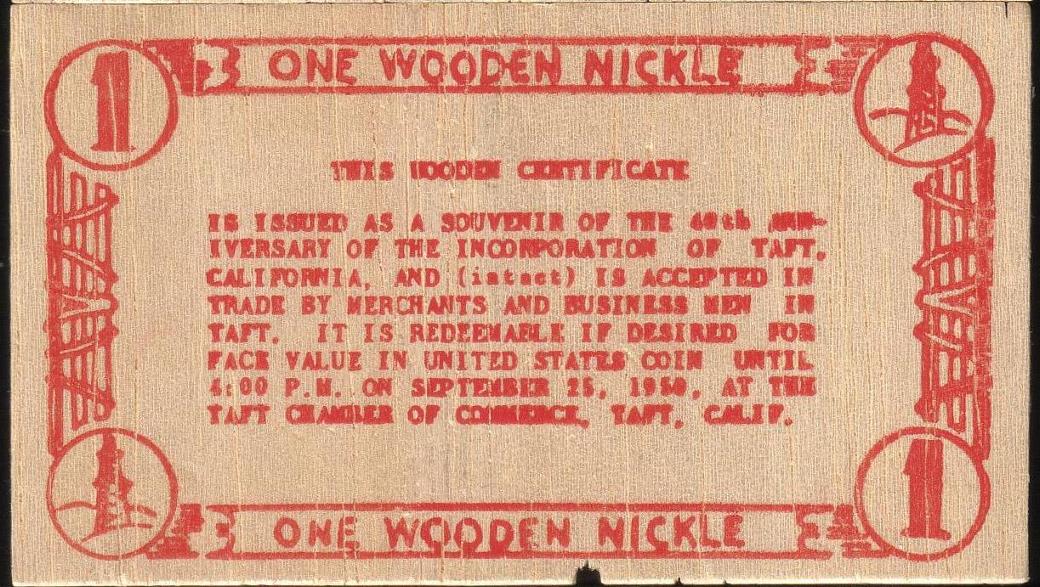 1 ONE WOODEN NICKLE
THIS WOODEN CERTIFICATE
IS ISSUED AS A SOUVENIR OF THE 40th ANN-
IVERSARY OF THE INCORPORATION OF TAFT,
CALIFORNIA, AND (intact) IS ACCEPTED IN
TRADE BY MERCHANTS AND BUSINESS MEN IN
TAFT. IT IS REDEEMABLE IF DESIRED FOR
FACE VALUE IN UNITED STATES COIN UNTIL
4:00 P.M. ON SEPTEMBER 25, 1950, AT THE
TAFT CHAMBER OF COMMERCE, TAFT, CALIF.
ONE WOODEN NICKLE 1